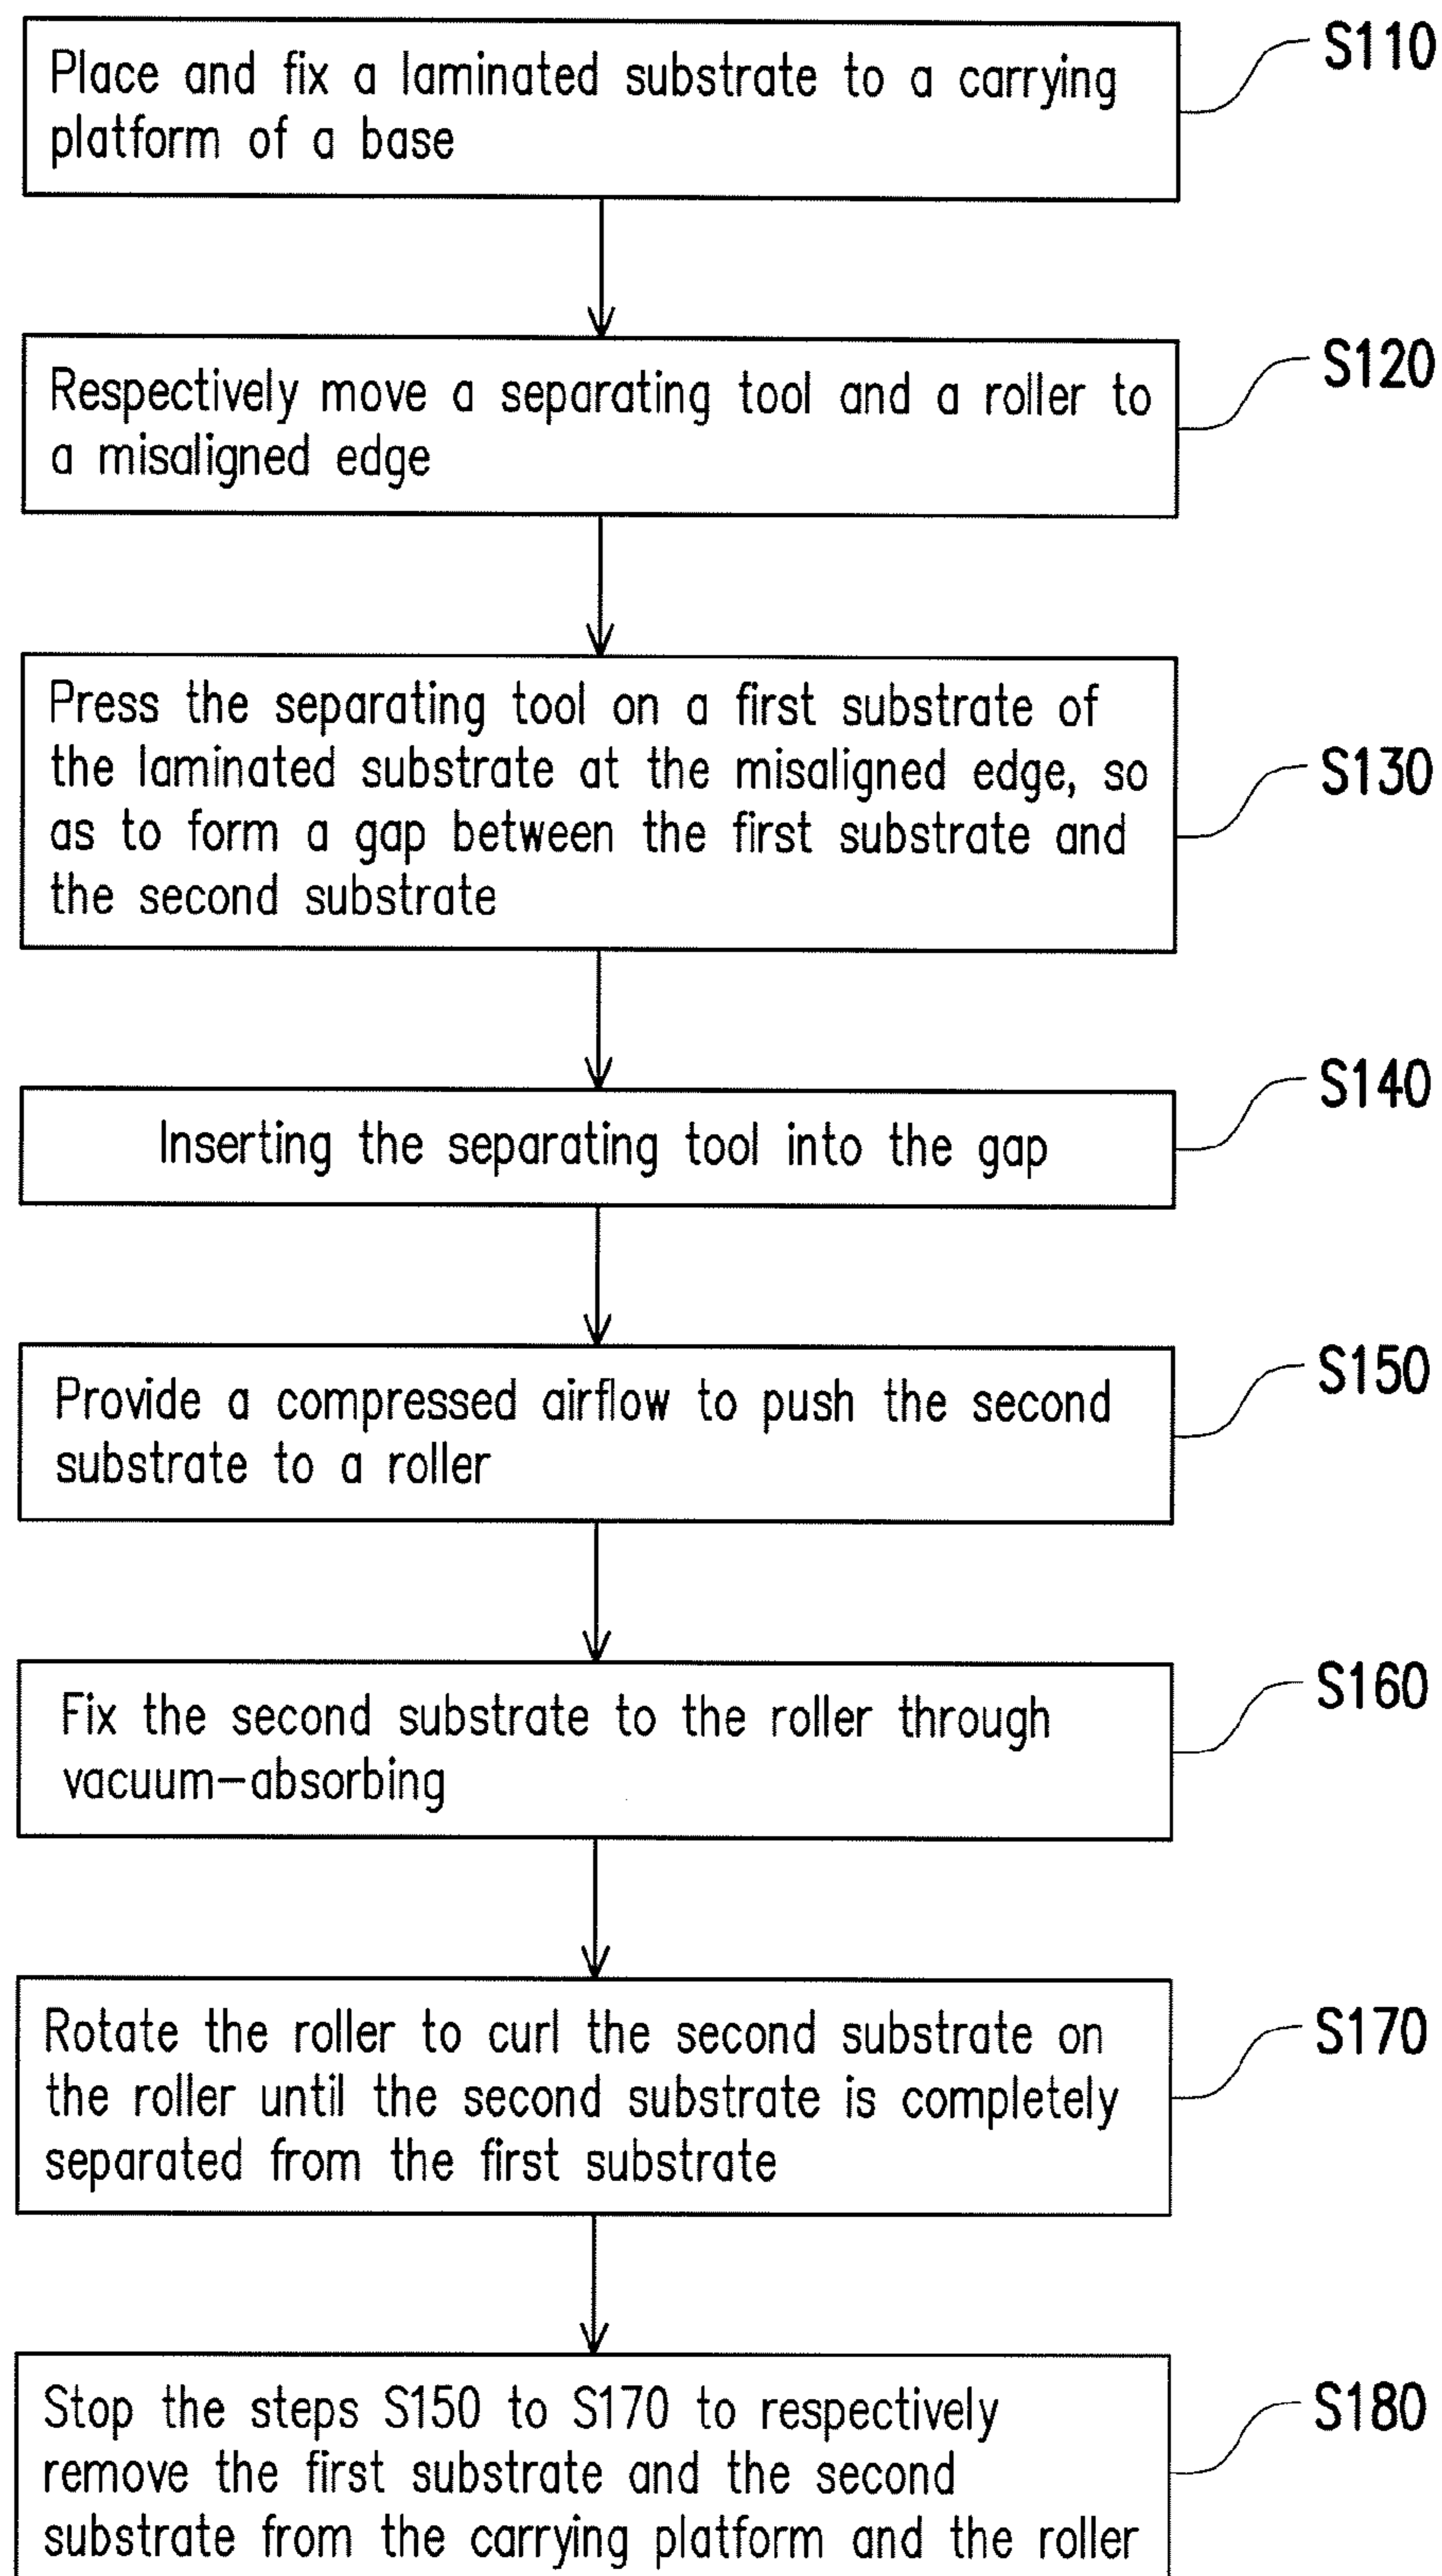 Place and fix a laminated substrate to a carrying
platform of a base
S110
Respectively move a separating tool and a roller to
a misaligned edge
S120
Press the separating tool on a first substrate of
the laminated substrate at the misaligned edge, so
as to form a gap between the first substrate and
the second substrate
S130
Inserting the separating tool into the gap
S140
Provide a compressed airflow to push the second
substrate to a roller
S150
Fix the second substrate to the roller through
vacuum-absorbing
S160
Rotate the roller to curl the second substrate on
the roller until the second substrate is completely
separated from the first substrate
S170
Stop the steps S150 to S170 to respectively
remove the first substrate and the second
substrate from the carrying platform and the roller
S180